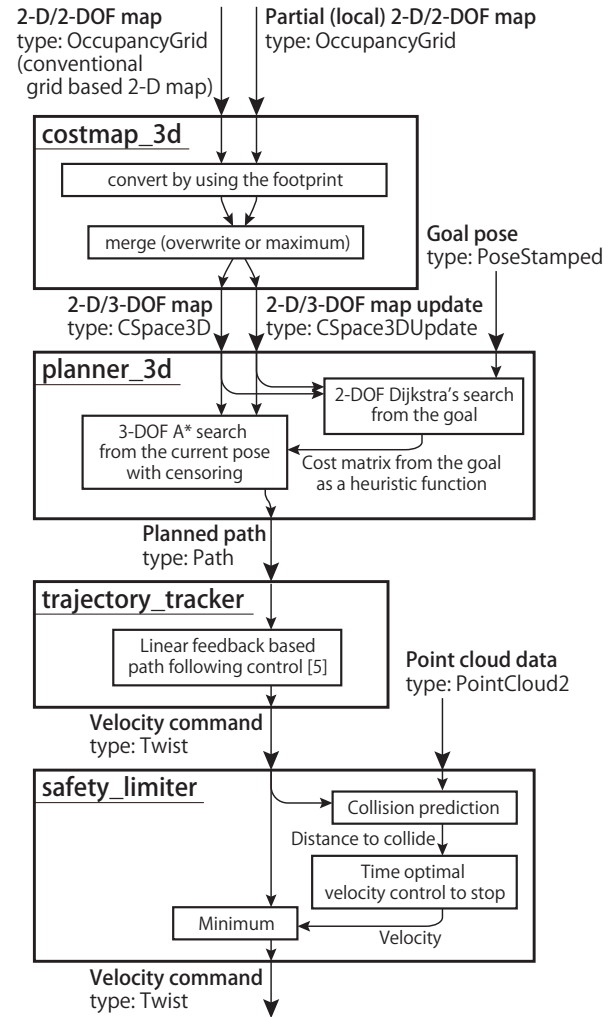 2-D/2-DOF map
type: OccupancyGrid
(conventional
grid based 2-D map)
Partial (local) 2-D/2-DOF map
type: OccupancyGrid
costmap_3d
convert by using the footprint
merge (overwrite or maximum)
Goal pose
type: PoseStamped
2-D/3-DOF map
type: CSpace3D
2-D/3-DOF map update
type: CSpace3DUpdate
planner_3d
2-DOF Dijkstra's search
from the goal
3-DOF A* search
from the current pose
with censoring
Cost matrix from the goal
as a heuristic function
Planned path
type: Path
trajectory_tracker
Linear feedback based
path following control [5]
Point cloud data
type: PointCloud2
Velocity command
type: Twist
safety_limiter
Collision prediction
Distance to collide
Time optimal
velocity control to stop
Minimum
Velocity
Velocity command
type: Twist